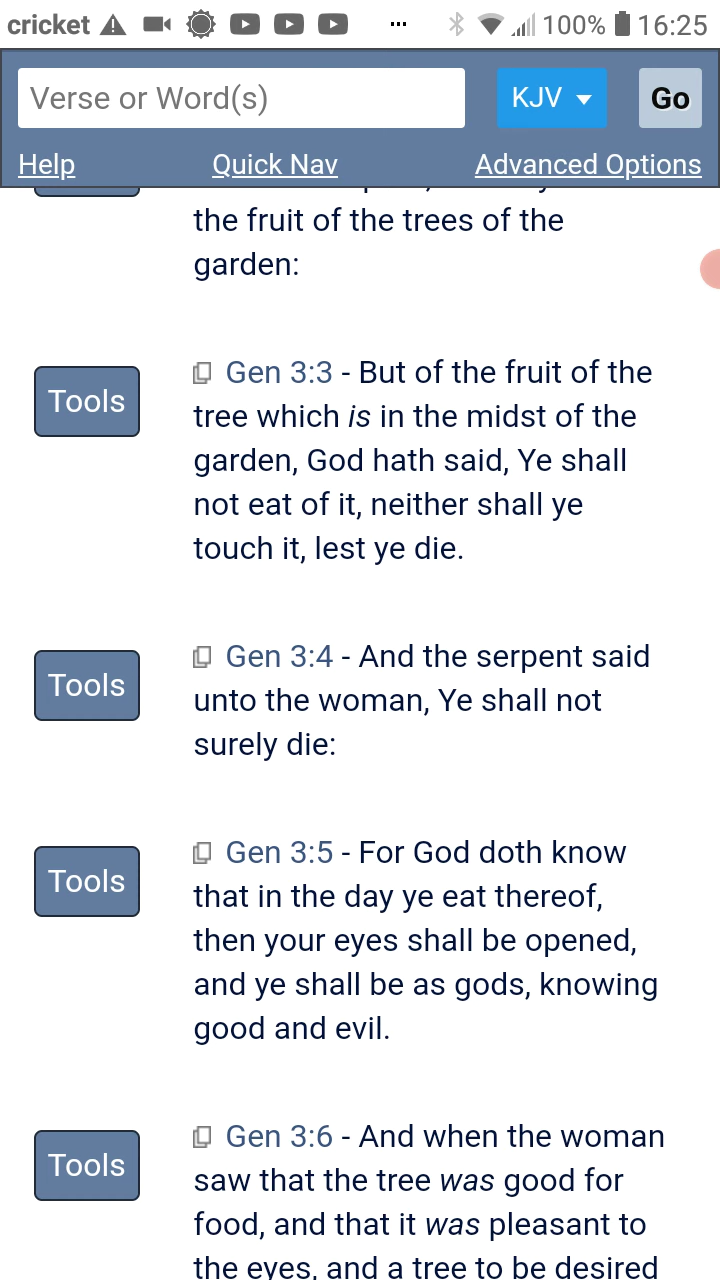 cricket 100% 16:25
Verse or Word(s) KJV Go
Help Quick Nav Advanced Options
the fruit of the trees of the
garden:
Tools
Gen 3:3 - But of the fruit of the
tree which is in the midst of the
garden, God hath said, Ye shall
not eat of it, neither shall ye
touch it, lest ye die.
Tools
Gen 3:4 - And the serpent said
unto the woman, Ye shall not
surely die:
Tools
Gen 3:5 - For God doth know
that in the day ye eat thereof,
then your eyes shall be opened,
and ye shall be as gods, knowing
good and evil.
Tools
Gen 3:6 - And when the woman
saw that the tree was good for
food, and that it was pleasant to
the eyes, and a tree to be desired